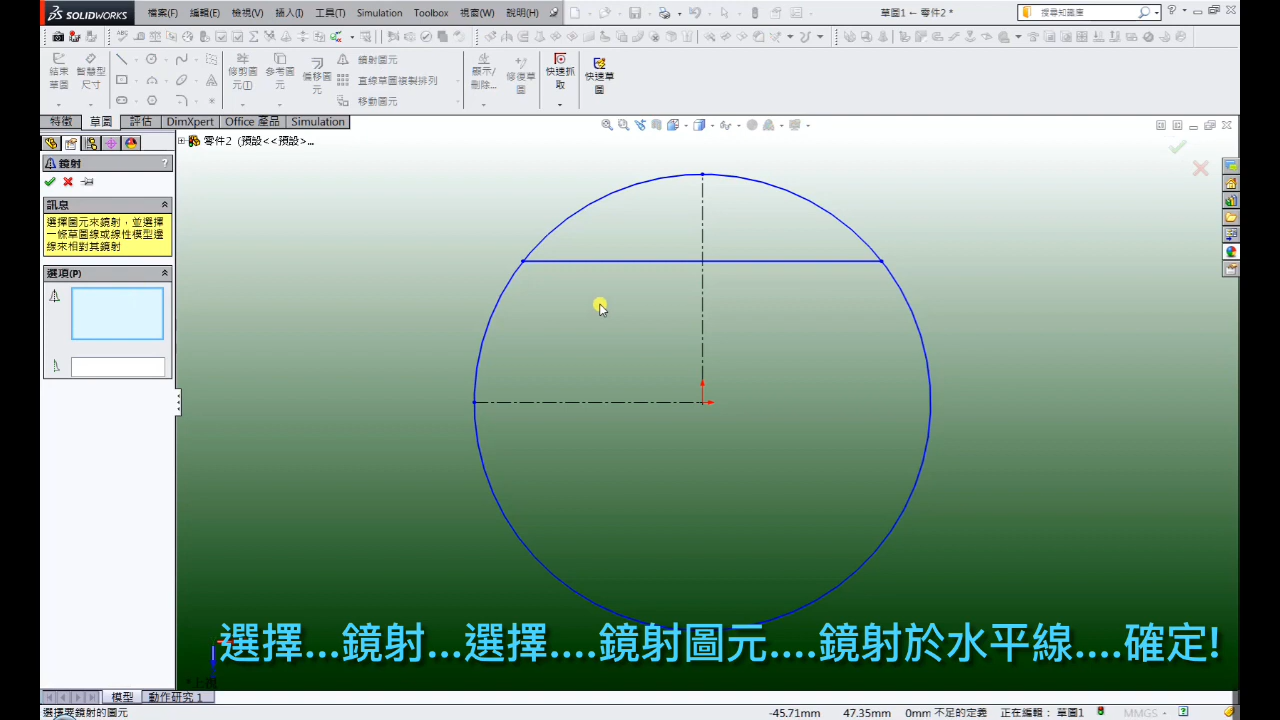 SOLIDWORKS 檔案(F) 編輯(E) 檢視(V) 插入(I) 工具(T) Simulation Toolbox 視窗(W) 說明(H) 草圖1 ← 零件2 * 搜尋知識庫
結束草圖 智慧型尺寸 修剪圖元(I) 參考圖元 偏移圖元 鏡射圖元 直線草圖複製排列 移動圖元 顯示/刪除... 修復草圖 快速抓取 快速草圖
特徵 草圖 評估 DimXpert Office 產品 Simulation
零件2 (預設<<預設>...
鏡射 ?
訊息
選擇圖元來鏡射，並選擇
一條草圖線或線性模型邊
線來相對其鏡射
選項(P)
選擇...鏡射...選擇....鏡射圖元....鏡射於水平線....確定!
模型 動作研究 1
選擇要鏡射的圖元 -45.71mm 47.35mm 0mm 不足的定義 正在編輯：草圖1 MMGS